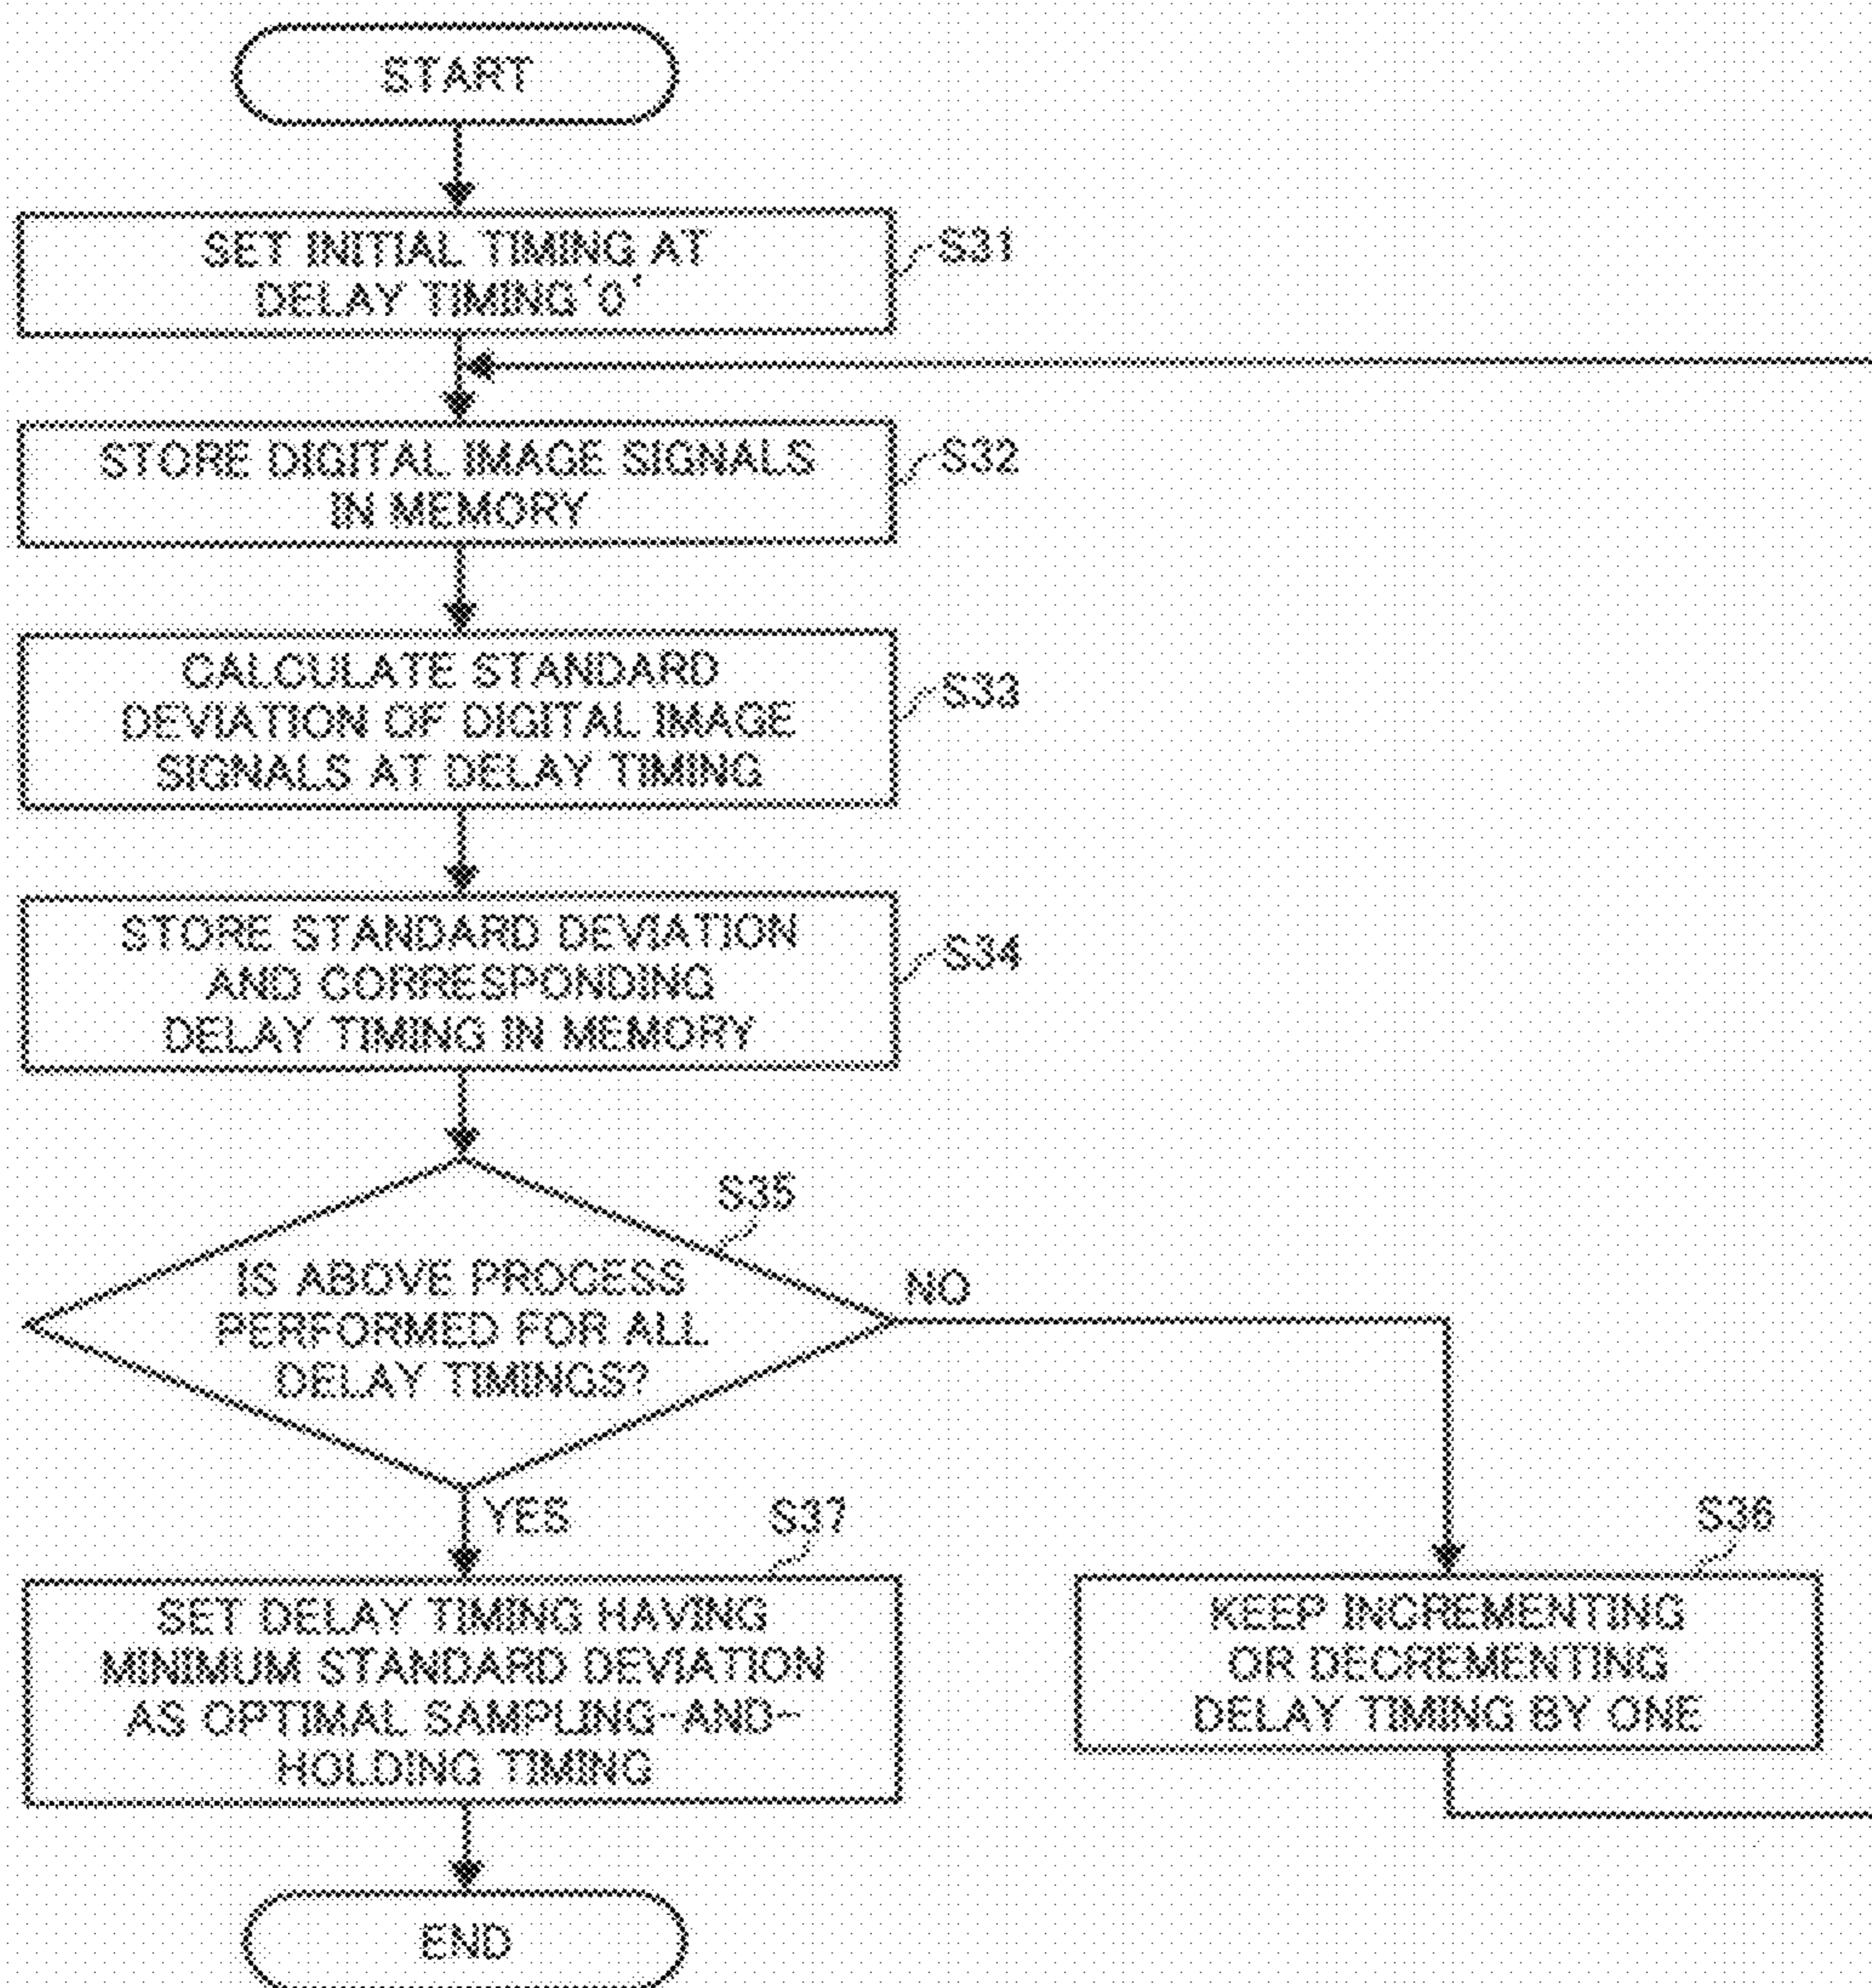 START
SET INITIAL TIMING AT
DELAY TIMING‘0‘
S31
STORE DIGITAL IMAGE SIGNALS
IN MEMORY
S32
CALCULATE STANDARD
DEVIATION OF DIGITAL IMAGE
SIGNALS AT DELAY TIMING
S33
STORE STANDARD DEVIATION
AND CORRESPONDING
DELAY TIMING IN MEMORY
S34
S35
IS ABOVE PROCESS
PERFORMED FOR ALL
DELAY TIMINGS?
NO
YES
S37
SET DELAY TIMING HAVING
MINIMUM STANDARD DEVIATION
AS OPTIMAL SAMPLING-AND-
HOLDING TIMING
S36
KEEP INCREMENTING
OR DECREMENTING
DELAY TIMING BY ONE
END